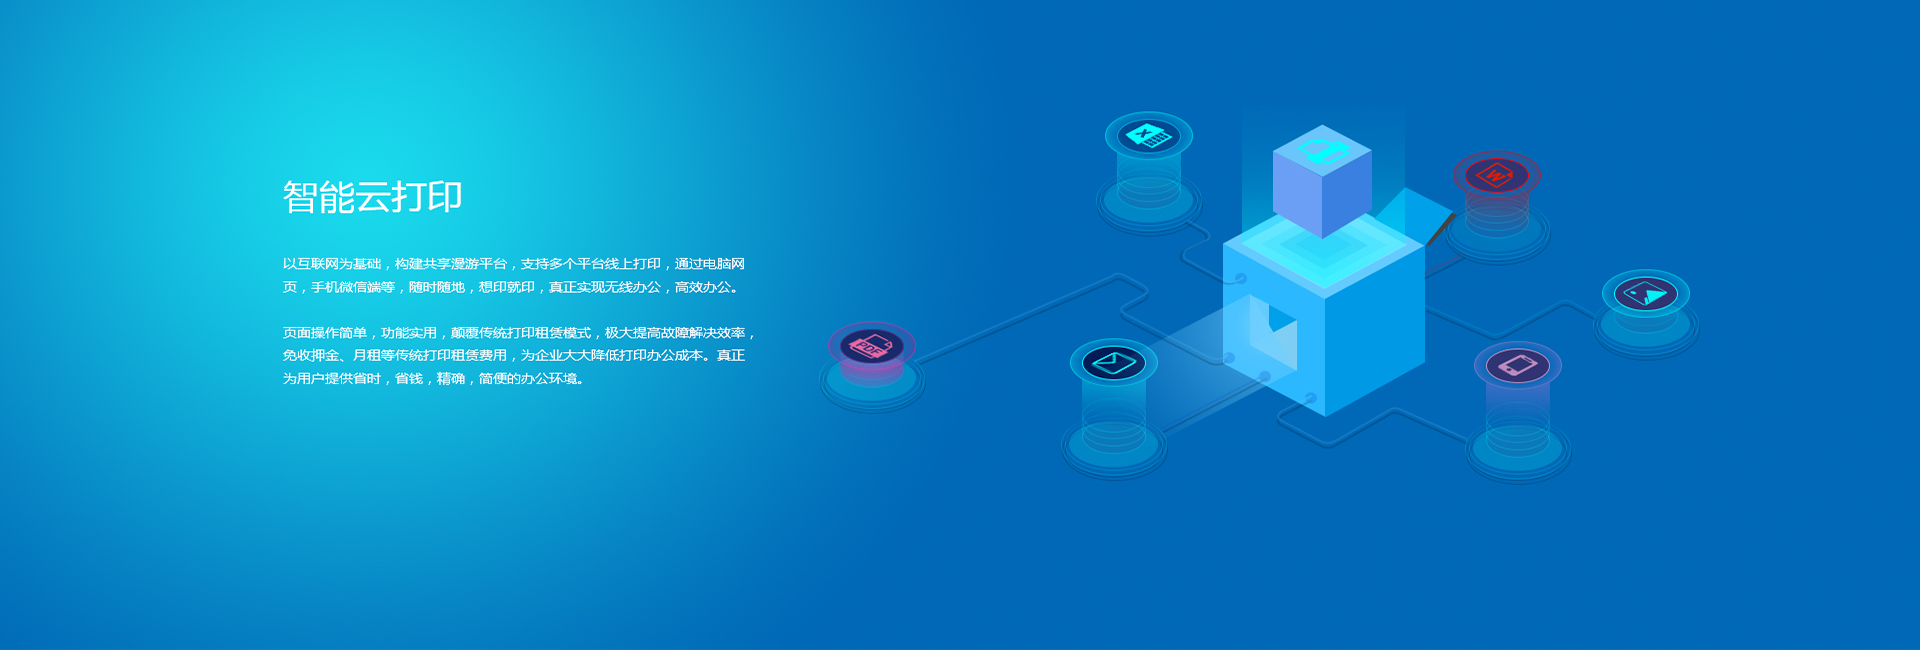 智能云打印
以互联网为基础，构建共享漫游平台，支持多个平台线上打印，通过电脑网
页，手机微信端等，随时随地，想印就印，真正实现无线办公，高效办公。
页面操作简单，功能实用，颠覆传统打印租赁模式，极大提高故障解决效率，
免收押金、月租等传统打印租赁费用，为企业大大降低打印办公成本。真正
为用户提供省时，省钱，精确，简便的办公环境。
X
W
PDF